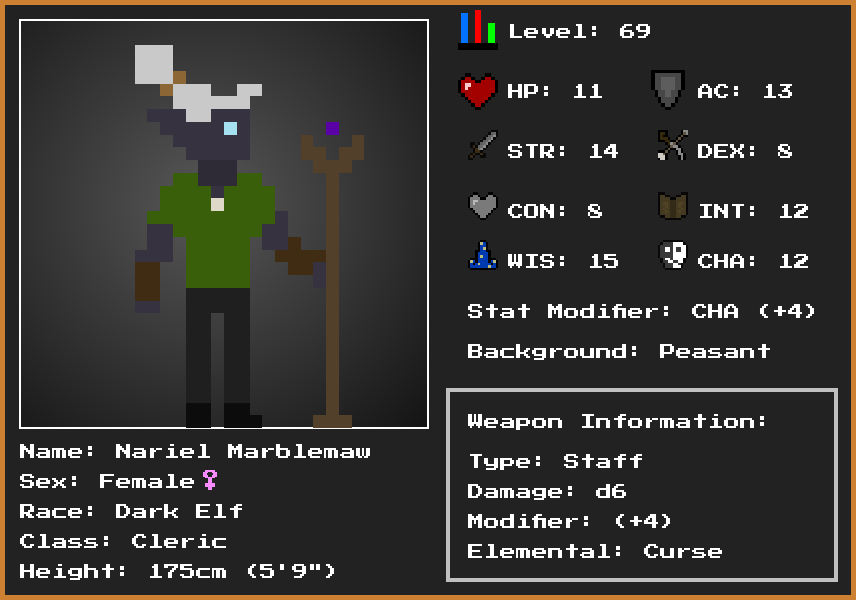 Level: 69
HP: 11
AC: 13
STR: 14
DEX: 8
CON: 8
INT: 12
WIS: 15
CHA: 12
Stat Modifier: CHA (+4)
Background: Peasant
Weapon Information:
Type: Staff
Damage: d6
Modifier: (+4)
Elemental: Curse
Name: Nariel Marblemaw
Sex: Female♀
Race: Dark Elf
Class: Cleric
Height: 175cm (5'9")